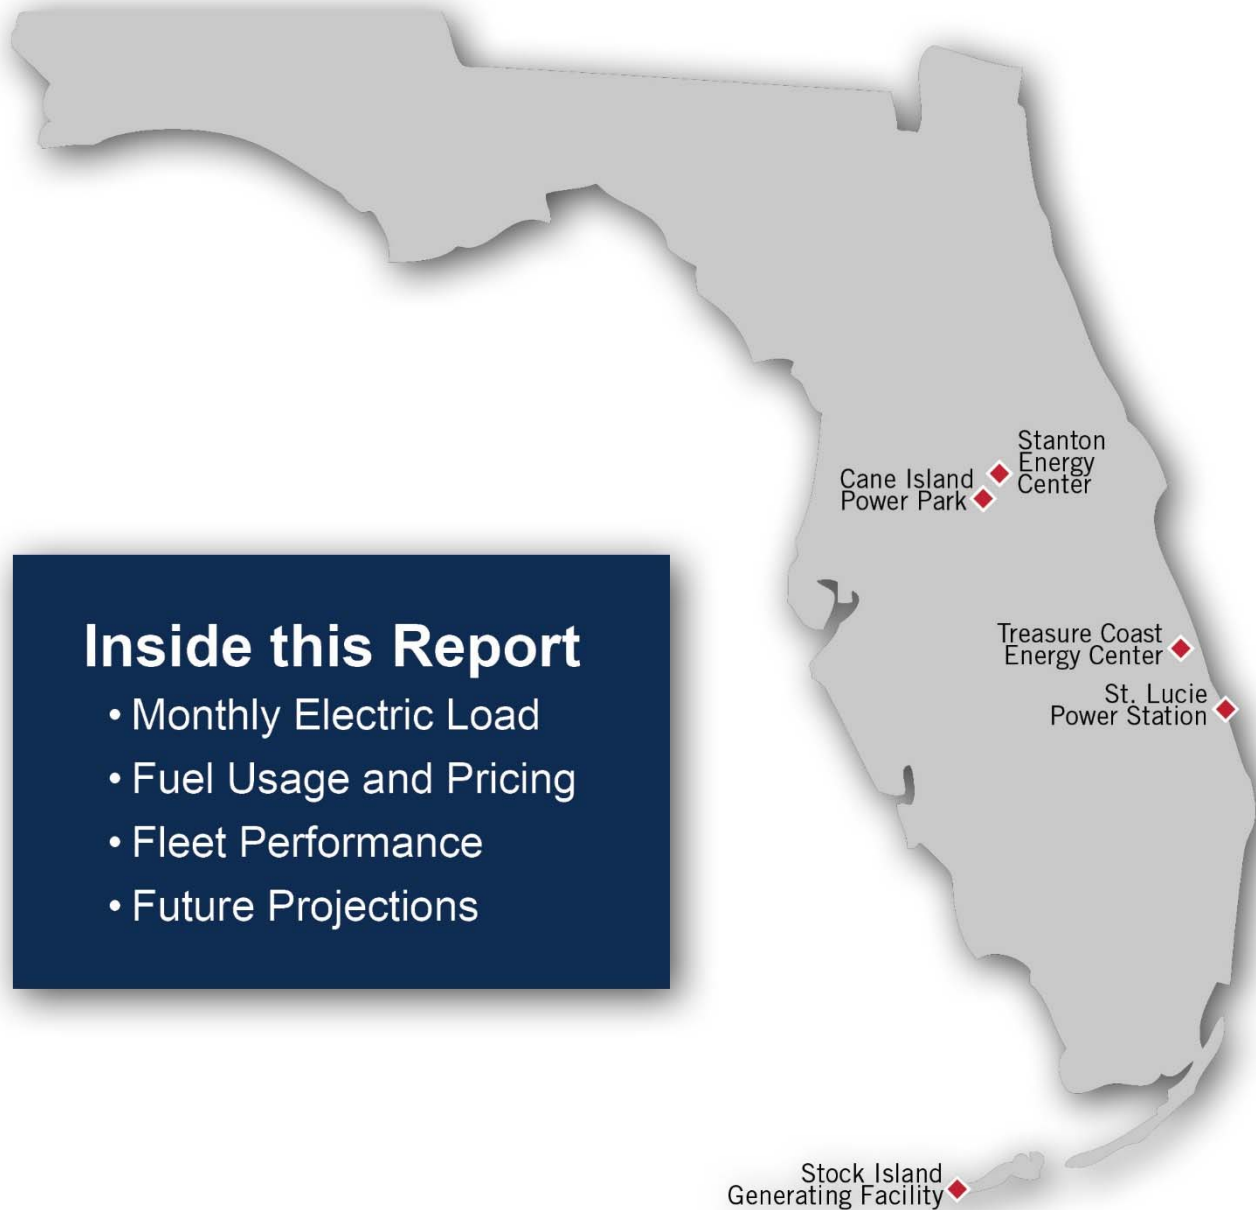 Stanton
Energy
Center
Cane Island
Power Park
Inside this Report
• Monthly Electric Load
• Fuel Usage and Pricing
• Fleet Performance
• Future Projections
Treasure Coast
Energy Center
St. Lucie
Power Station
Stock Island
Generating Facility